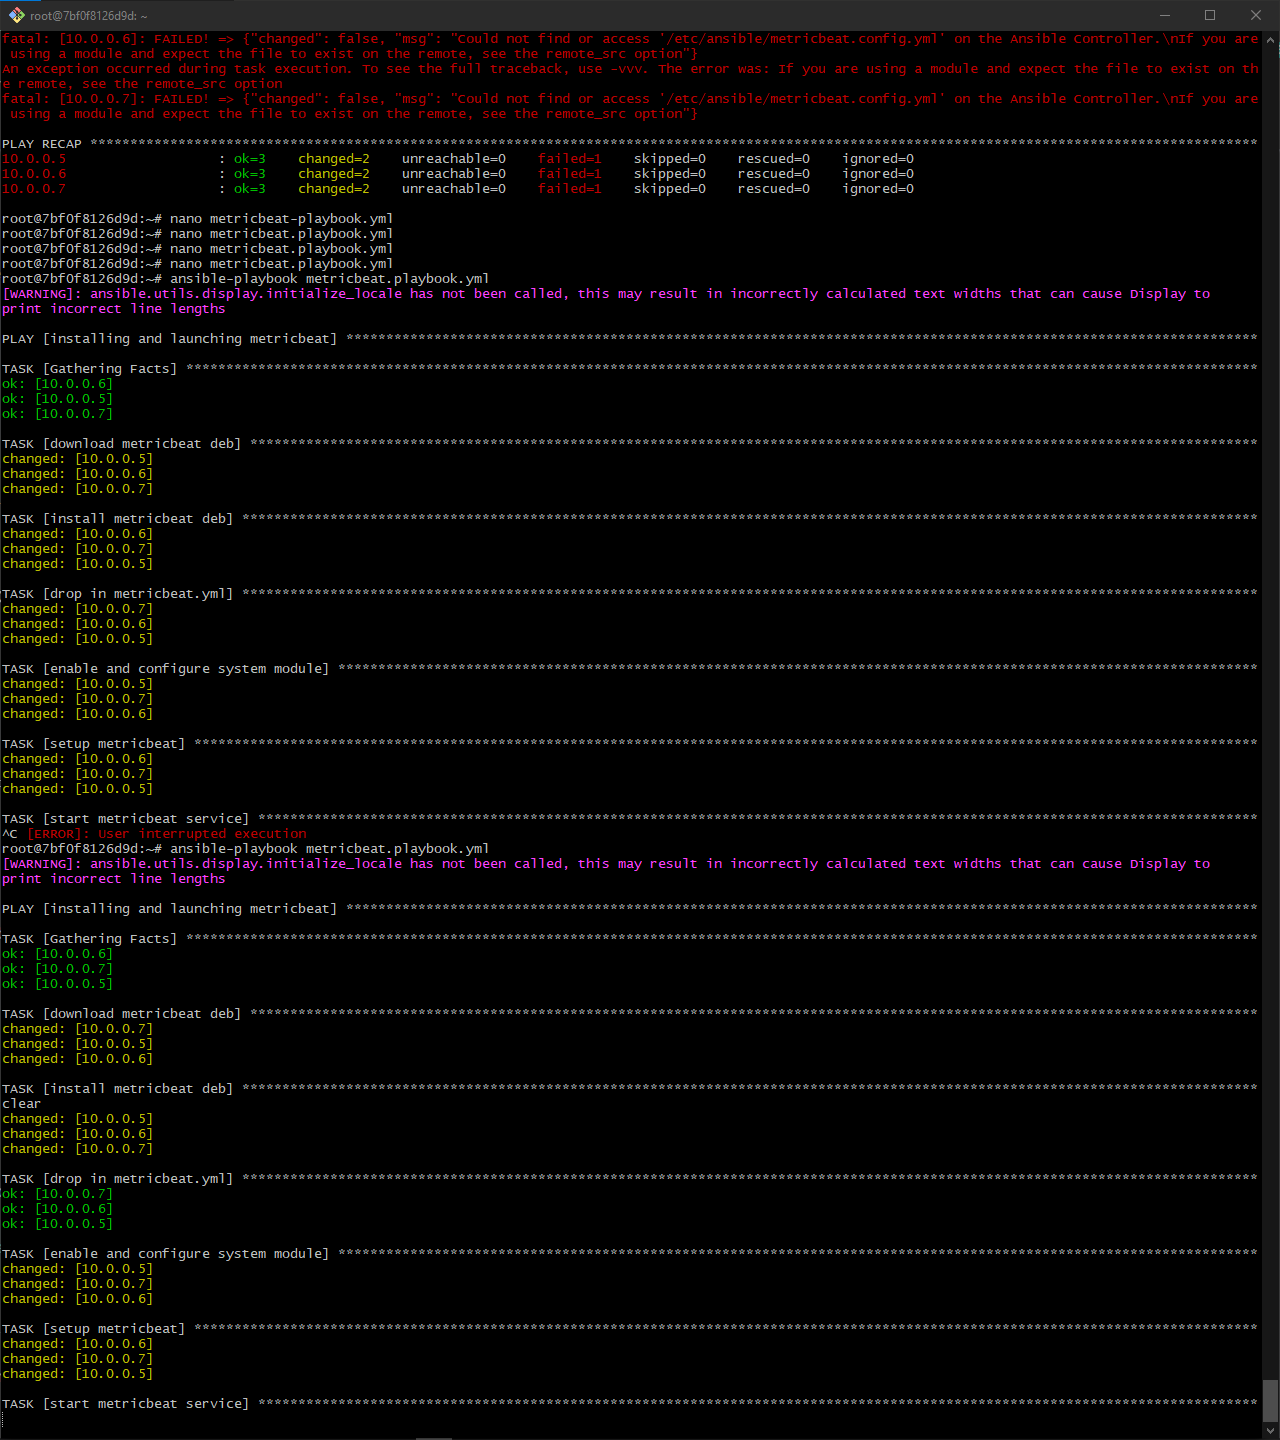 root@7bf0f8126d9d: ~
fatal: [10.0.0.6]: FAILED! => {"changed": false, "msg": "Could not find or access '/etc/ansible/metricbeat.config.yml' on the Ansible Controller.\nIf you are
 using a module and expect the file to exist on the remote, see the remote_src option"}
An exception occurred during task execution. To see the full traceback, use -vvv. The error was: If you are using a module and expect the file to exist on th
e remote, see the remote_src option
fatal: [10.0.0.7]: FAILED! => {"changed": false, "msg": "Could not find or access '/etc/ansible/metricbeat.config.yml' on the Ansible Controller.\nIf you are
 using a module and expect the file to exist on the remote, see the remote_src option"}
PLAY RECAP **************************************************************************************************************************************************
10.0.0.5                   : ok=3    changed=2    unreachable=0    failed=1    skipped=0    rescued=0    ignored=0
10.0.0.6                   : ok=3    changed=2    unreachable=0    failed=1    skipped=0    rescued=0    ignored=0
10.0.0.7                   : ok=3    changed=2    unreachable=0    failed=1    skipped=0    rescued=0    ignored=0
root@7bf0f8126d9d:~# nano metricbeat-playbook.yml
root@7bf0f8126d9d:~# nano metricbeat.playbook.yml
root@7bf0f8126d9d:~# nano metricbeat.playbook.yml
root@7bf0f8126d9d:~# nano metricbeat.playbook.yml
root@7bf0f8126d9d:~# ansible-playbook metricbeat.playbook.yml
[WARNING]: ansible.utils.display.initialize_locale has not been called, this may result in incorrectly calculated text widths that can cause Display to
print incorrect line lengths
PLAY [installing and launching metricbeat] ******************************************************************************************************************
TASK [Gathering Facts] **************************************************************************************************************************************
ok: [10.0.0.6]
ok: [10.0.0.5]
ok: [10.0.0.7]
TASK [download metricbeat deb] ******************************************************************************************************************************
changed: [10.0.0.5]
changed: [10.0.0.6]
changed: [10.0.0.7]
TASK [install metricbeat deb] *******************************************************************************************************************************
changed: [10.0.0.6]
changed: [10.0.0.7]
changed: [10.0.0.5]
TASK [drop in metricbeat.yml] *******************************************************************************************************************************
changed: [10.0.0.7]
changed: [10.0.0.6]
changed: [10.0.0.5]
TASK [enable and configure system module] *******************************************************************************************************************
changed: [10.0.0.5]
changed: [10.0.0.7]
changed: [10.0.0.6]
TASK [setup metricbeat] *************************************************************************************************************************************
changed: [10.0.0.6]
changed: [10.0.0.7]
changed: [10.0.0.5]
TASK [start metricbeat service] *****************************************************************************************************************************
^C [ERROR]: User interrupted execution
root@7bf0f8126d9d:~# ansible-playbook metricbeat.playbook.yml
[WARNING]: ansible.utils.display.initialize_locale has not been called, this may result in incorrectly calculated text widths that can cause Display to
print incorrect line lengths
PLAY [installing and launching metricbeat] ******************************************************************************************************************
TASK [Gathering Facts] **************************************************************************************************************************************
ok: [10.0.0.6]
ok: [10.0.0.7]
ok: [10.0.0.5]
TASK [download metricbeat deb] ******************************************************************************************************************************
changed: [10.0.0.7]
changed: [10.0.0.5]
changed: [10.0.0.6]
TASK [install metricbeat deb] *******************************************************************************************************************************
clear
changed: [10.0.0.5]
changed: [10.0.0.6]
changed: [10.0.0.7]
TASK [drop in metricbeat.yml] *******************************************************************************************************************************
ok: [10.0.0.7]
ok: [10.0.0.6]
ok: [10.0.0.5]
TASK [enable and configure system module] *******************************************************************************************************************
changed: [10.0.0.5]
changed: [10.0.0.7]
changed: [10.0.0.6]
TASK [setup metricbeat] *************************************************************************************************************************************
changed: [10.0.0.6]
changed: [10.0.0.7]
changed: [10.0.0.5]
TASK [start metricbeat service] *****************************************************************************************************************************